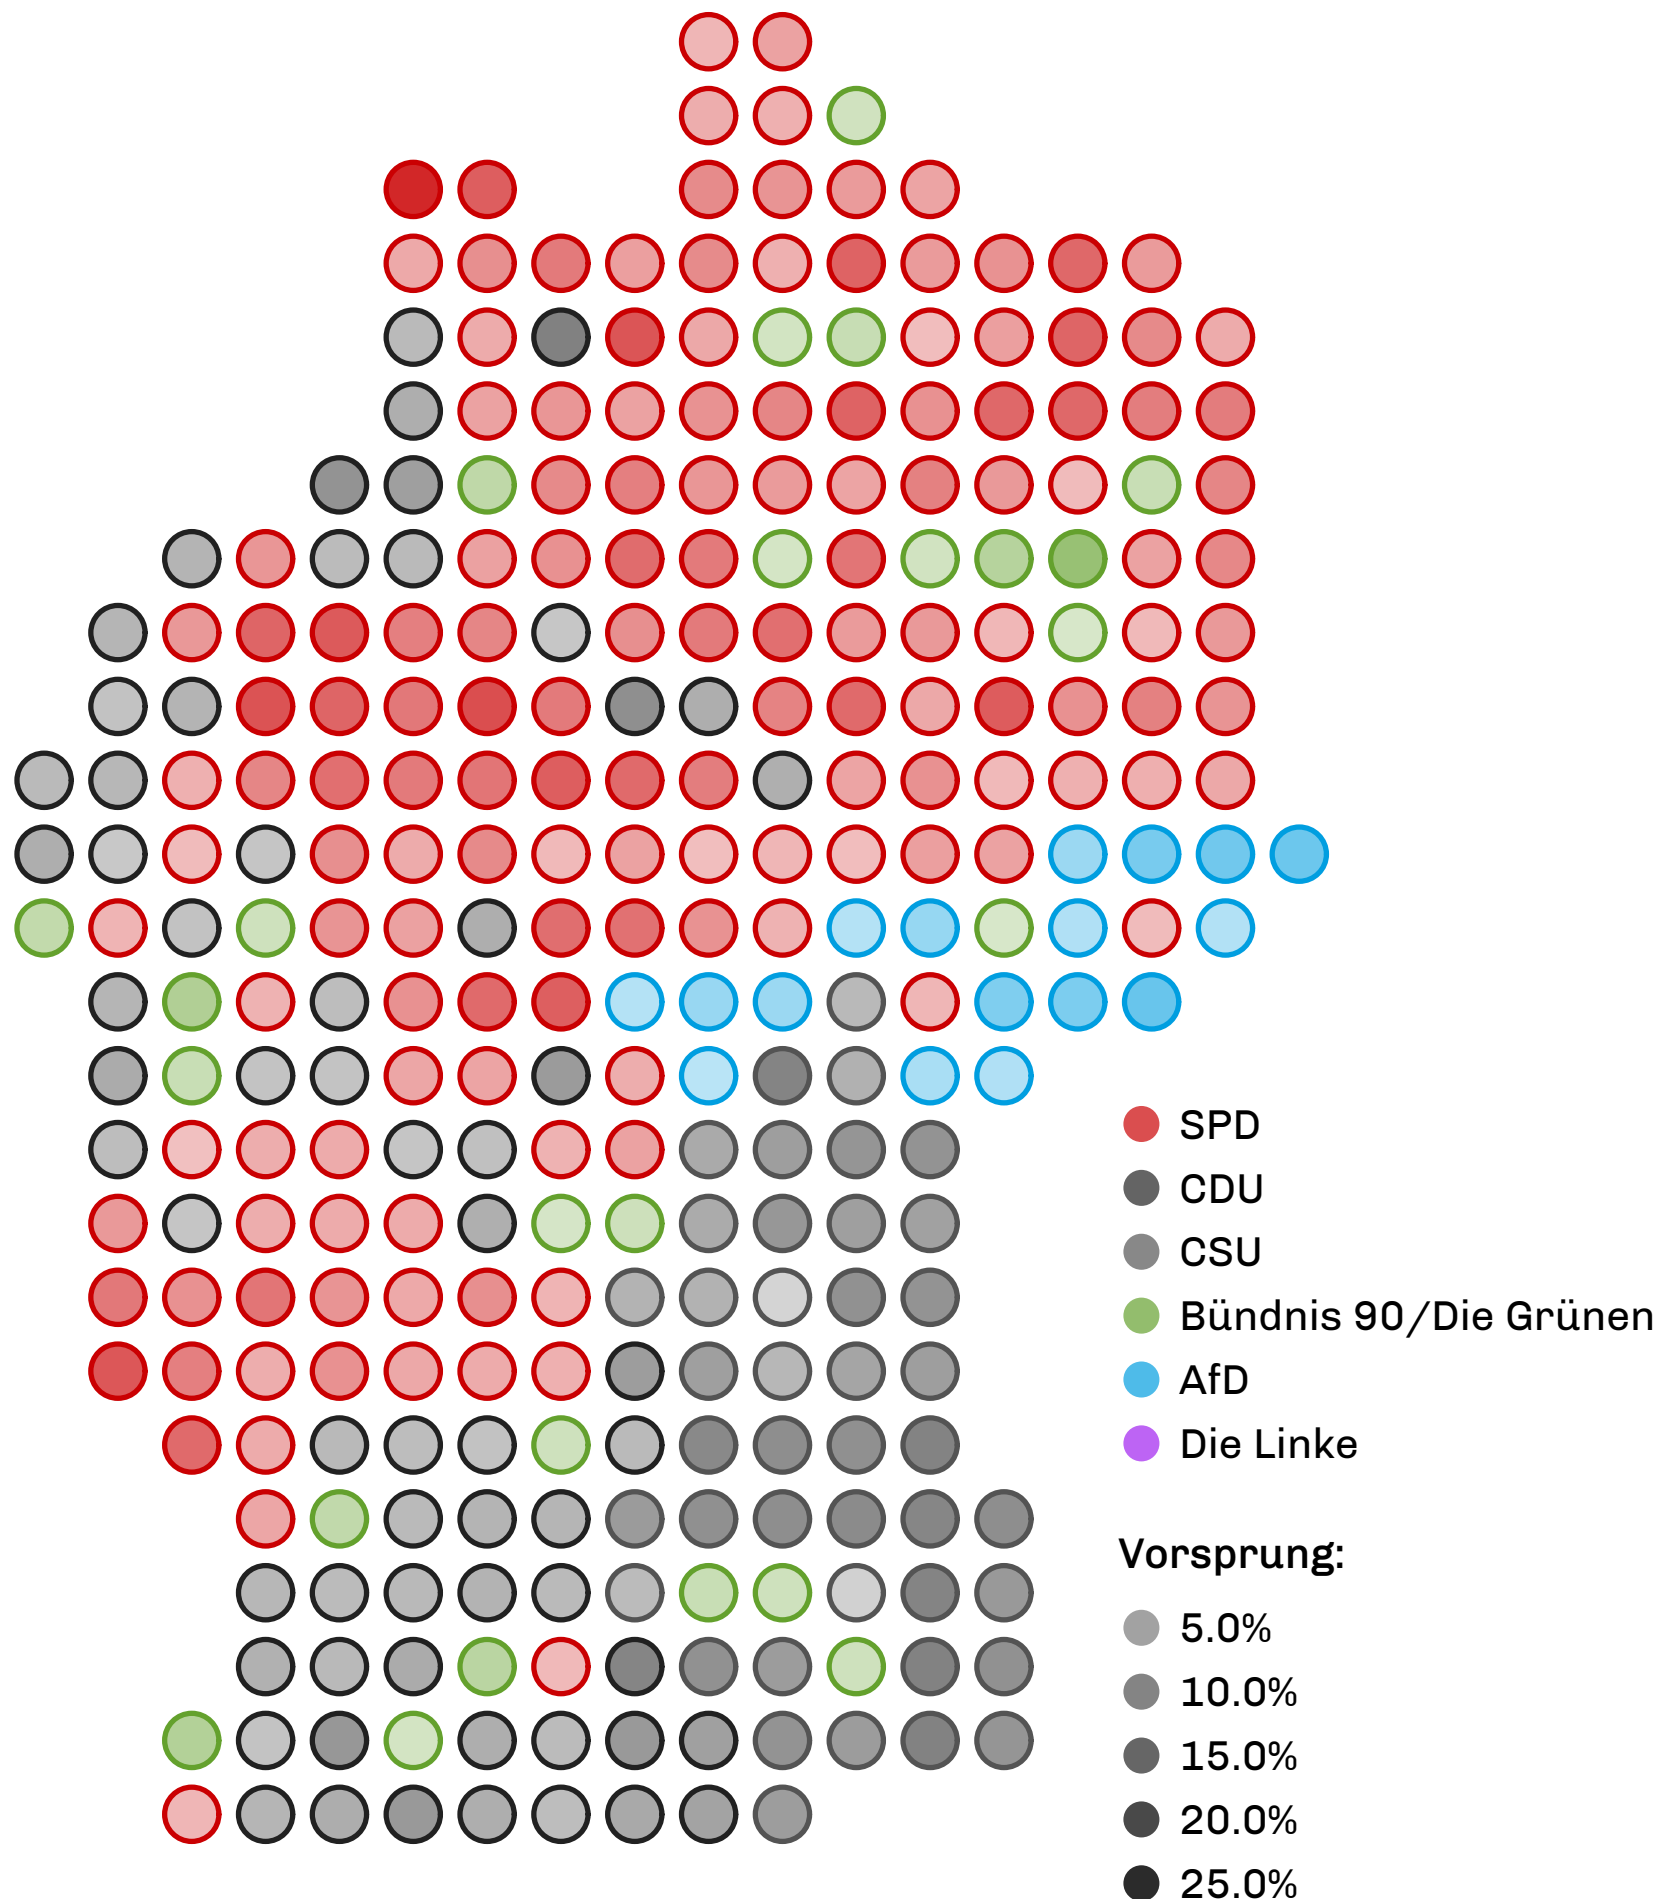 SPD
CDU
CSU
Bündnis 90/Die Grünen
AfD
Die Linke
Vorsprung:
5.0%
10.0%
15.0%
20.0%
25.0%